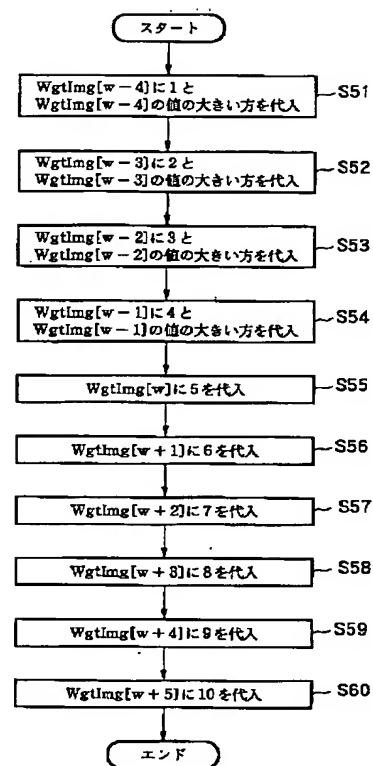 スタート
WgtImg[w－4]に1と
WgtImg[w－4]の値の大きい方を代入
S51
WgtImg[w－3]に2と
WgtImg[w－3]の値の大きい方を代入
S52
WgtImg[w－2]に3と
WgtImg[w－2]の値の大きい方を代入
S53
WgtImg[w－1]に4と
WgtImg[w－1]の値の大きい方を代入
S54
WgtImg[w]に5を代入
S55
WgtImg[w＋1]に6を代入
S56
WgtImg[w＋2]に7を代入
S57
WgtImg[w＋3]に8を代入
S58
WgtImg[w＋4]に9を代入
S59
WgtImg[w＋5]に10を代入
S60
エンド